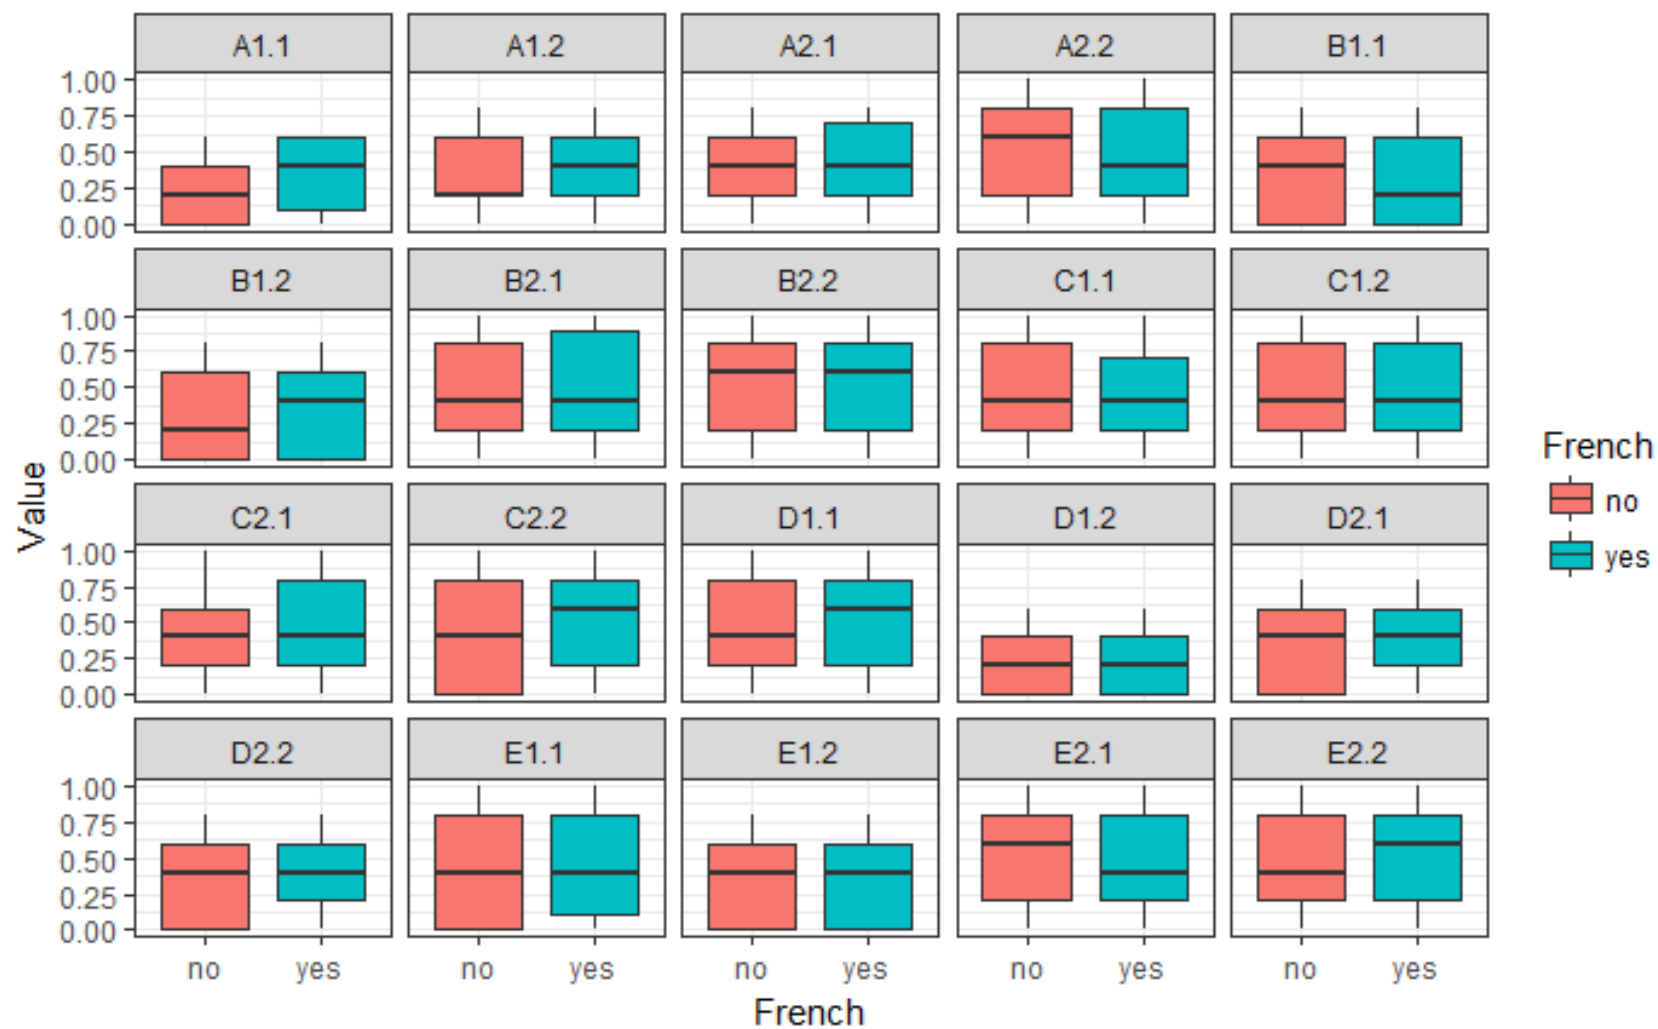 A1.1 A1.2 A2.1 A2.2 B1.1
1.00
0.75
0.50
0.25
0.00
B1.2 B2.1 B2.2 C1.1 C1.2
1.00
0.75
0.50
0.25
0.00
C2.1 C2.2 D1.1 D1.2 D2.1
1.00
0.75
0.50
0.25
0.00
D2.2 E1.1 E1.2 E2.1 E2.2
1.00
0.75
0.50
0.25
0.00
no yes no yes no yes no yes no yes
French
Value
French
no
yes